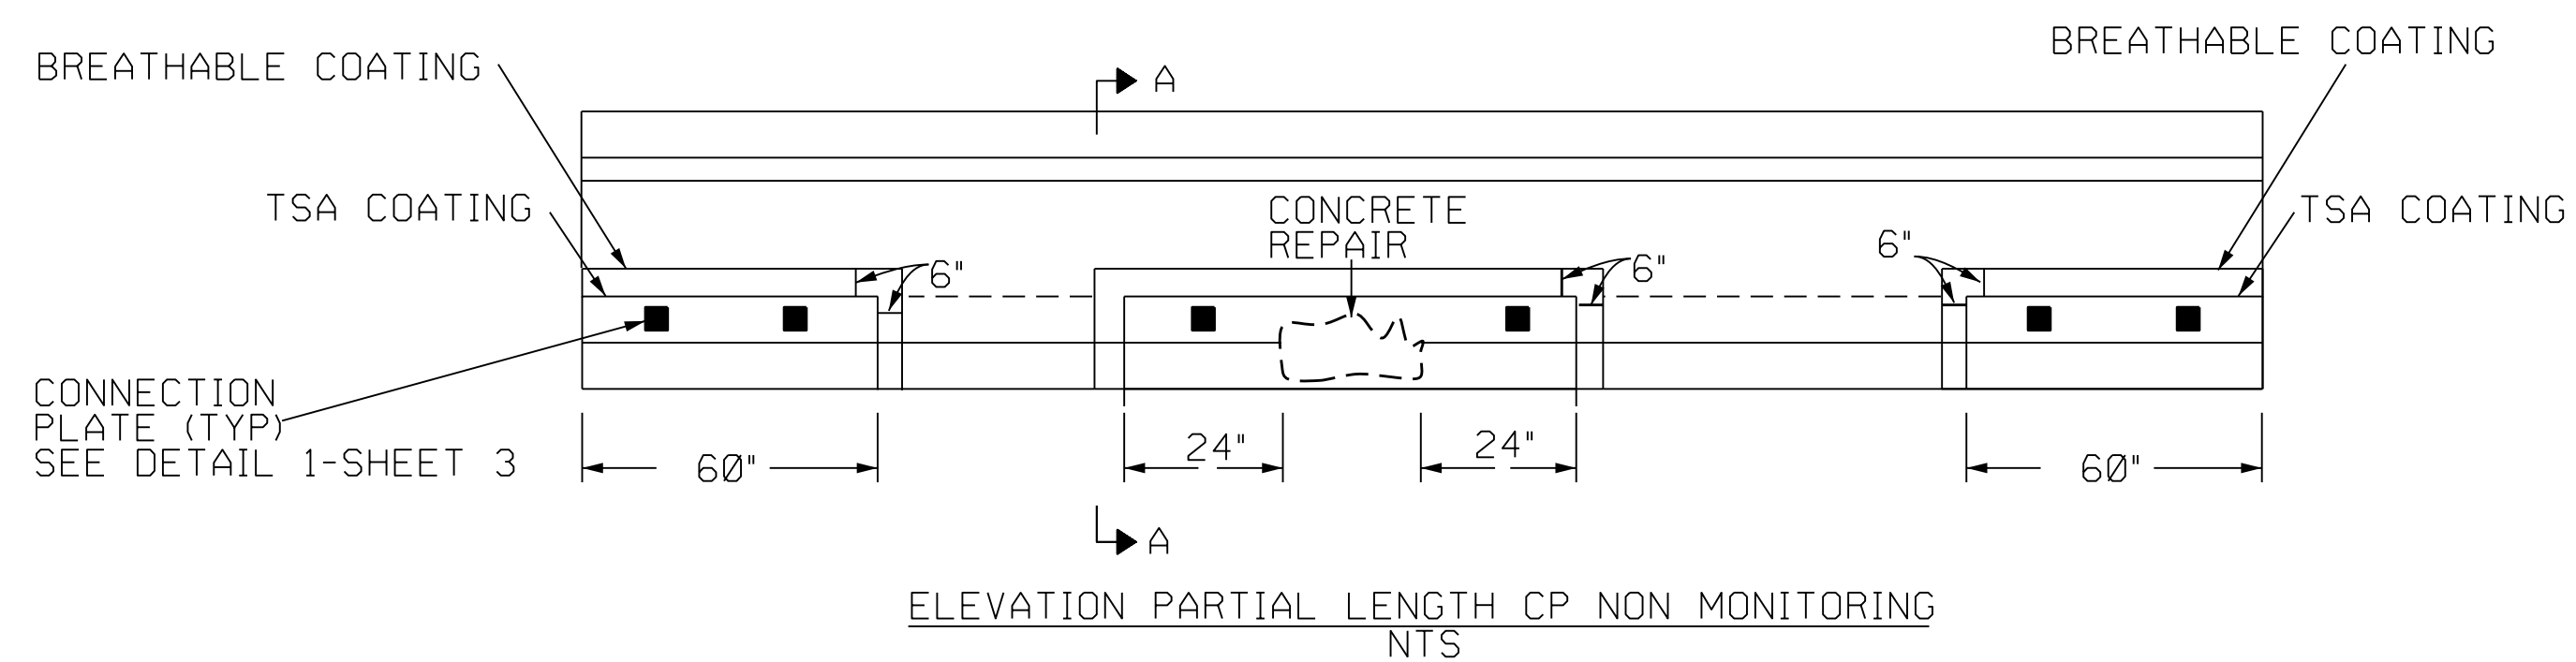 BREATHABLE COATING
BREATHABLE COATING
A
TSA COATING
CONCRETE
REPAIR
TSA COATING
6"
6"
6"
CONNECTION
PLATE (TYP)
SEE DETAIL 1-SHEET 3
60"
24"
24"
60"
A
ELEVATION PARTIAL LENGTH CP NON MONITORING
NTS